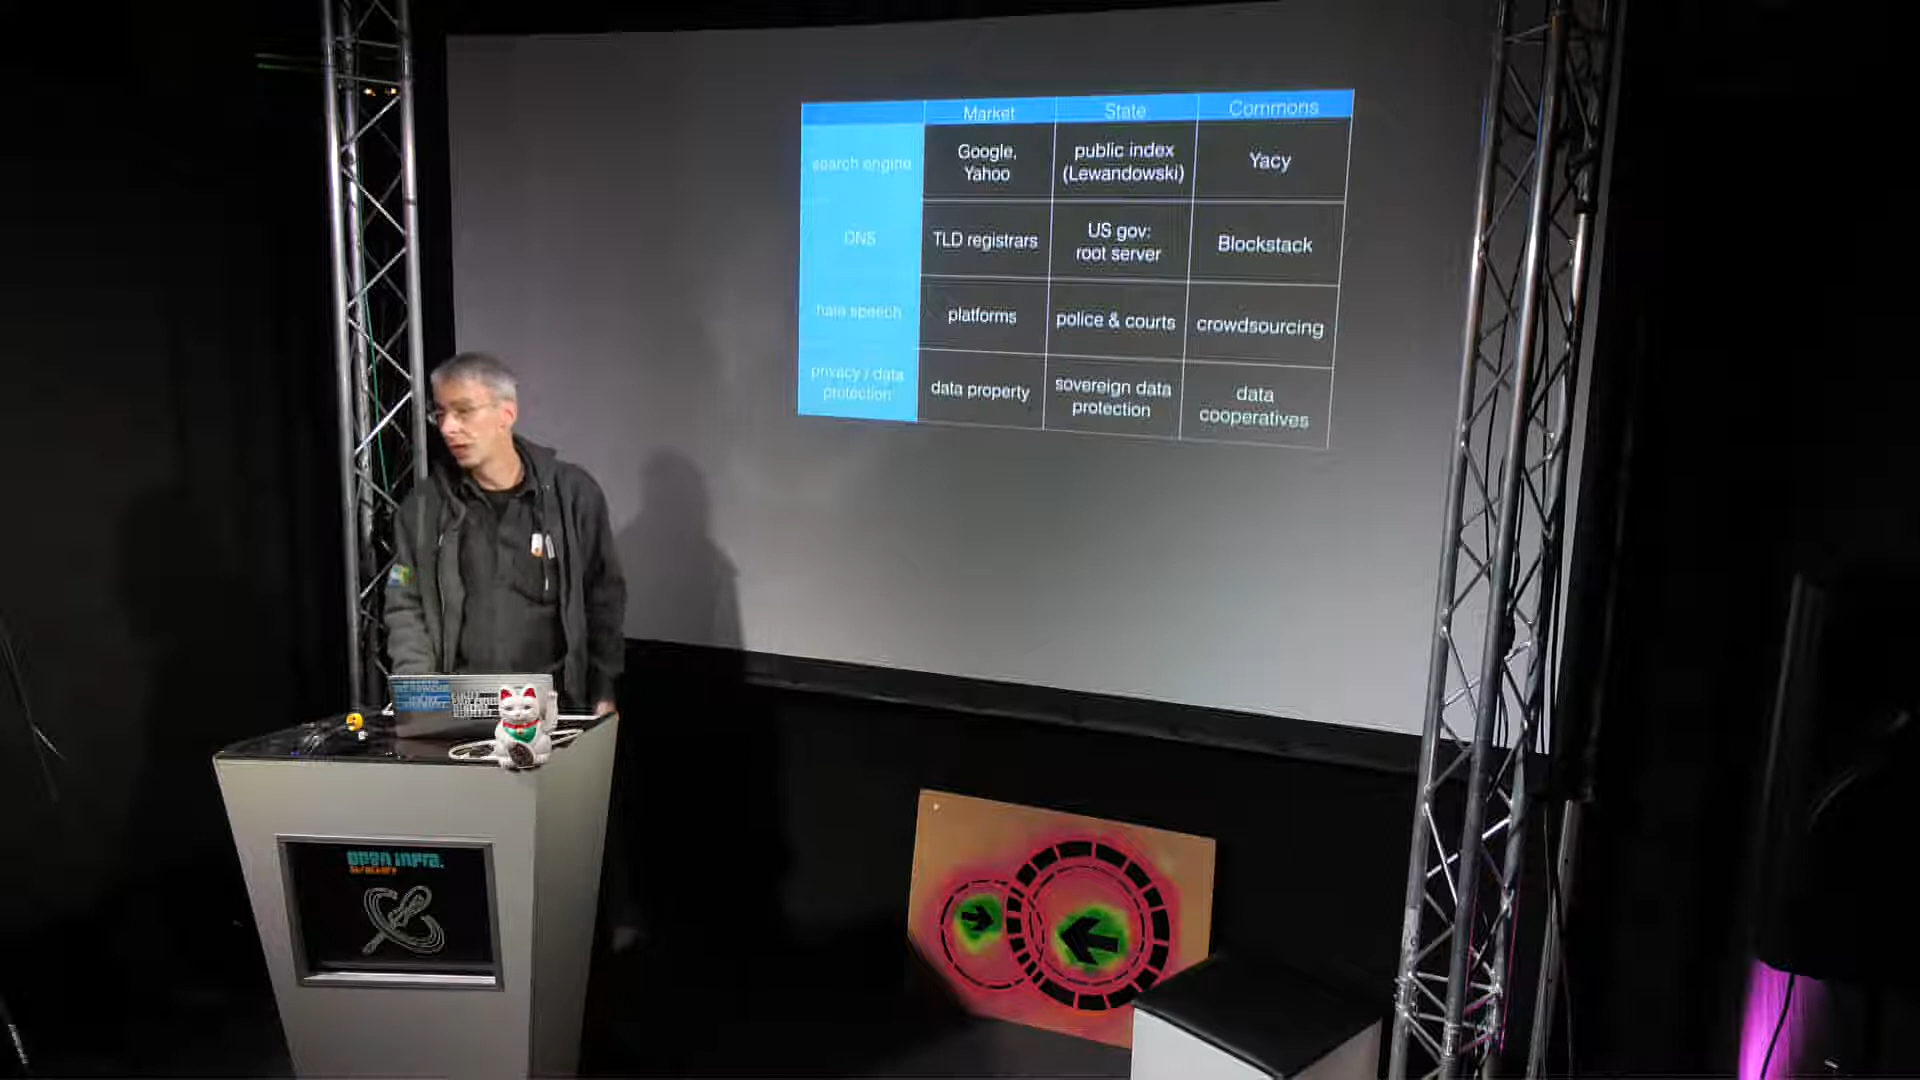 Market State Commons
search engine
Google,
Yahoo
public index
(Lewandowski)
Yacy
DNS
TLD registrars
US gov:
root server
Blockstack
hate speech
platforms
police & courts
crowdsourcing
privacy / data
protection
data property
sovereign data
protection
data
cooperatives
open infra.